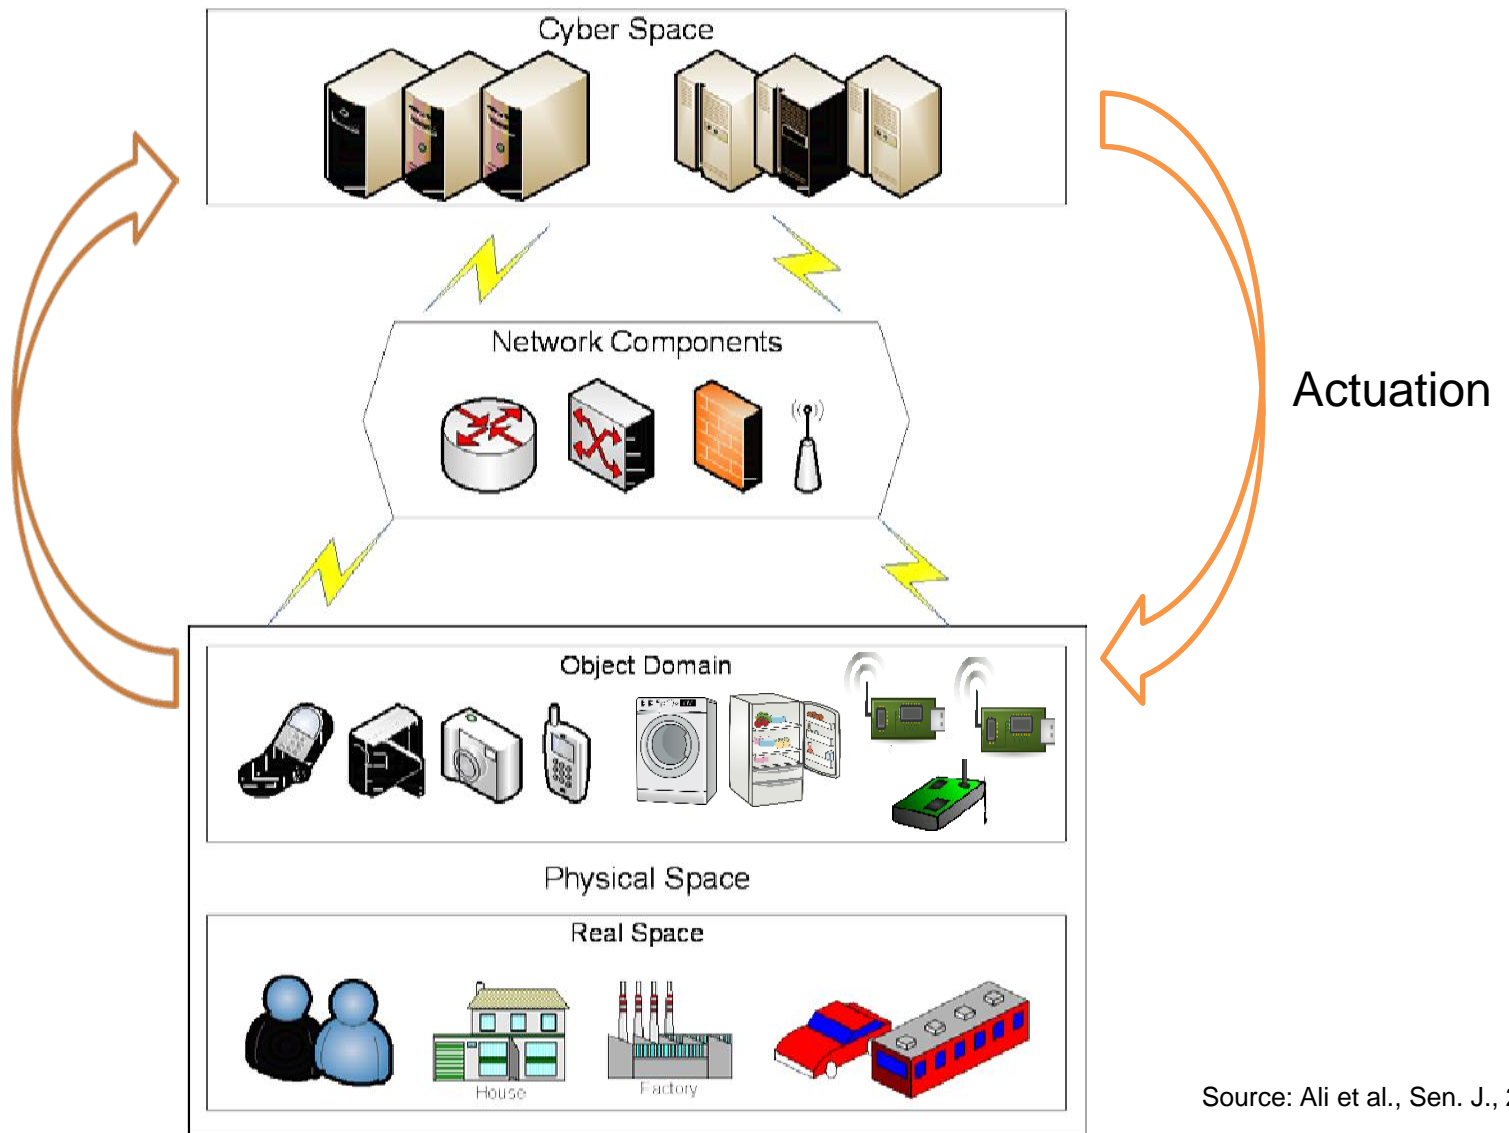 Cyber Space
Network Components
Actuation
Object Domain
Physical Space
Real Space
House
Factory
Source: Ali et al., Sen. J.,